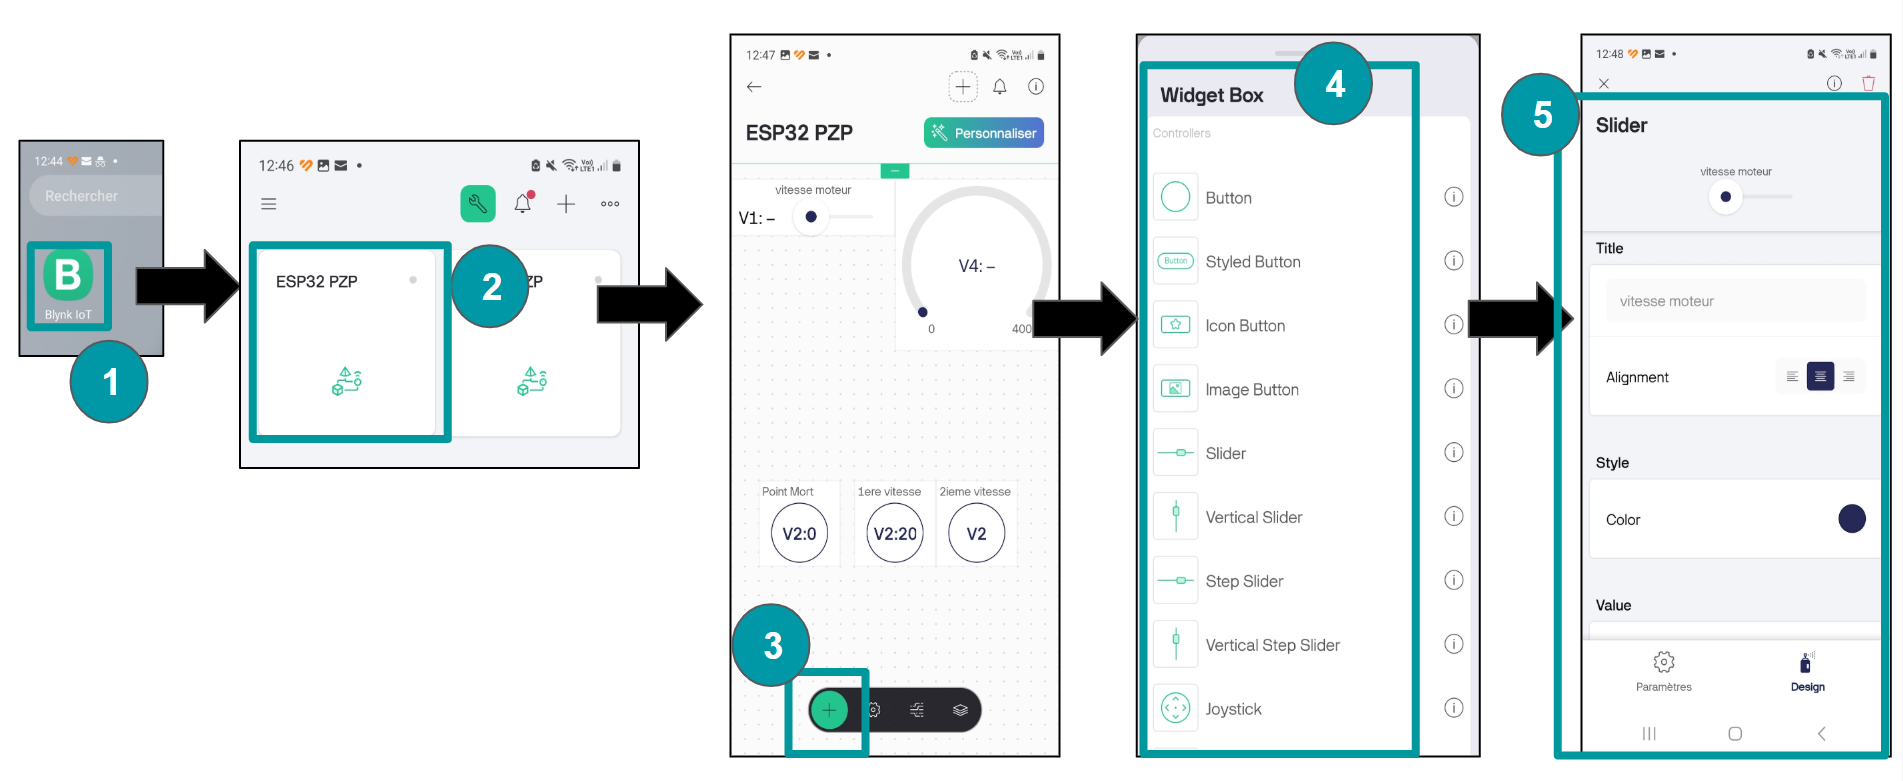 12:44
Rechercher
B
Blynk IoT
1
12:46
ESP32 PZP
2
ZP
12:47
ESP32 PZP
Personnaliser
vitesse moteur
V1: –
V4: –
0
400
Point Mort
1ere vitesse
2ieme vitesse
V2:0
V2:20
V2
3
Widget Box
4
Controllers
Button
Button
Styled Button
Icon Button
Image Button
Slider
Vertical Slider
Step Slider
Vertical Step Slider
Joystick
12:48
5
Slider
vitesse moteur
Title
vitesse moteur
Alignment
Style
Color
Value
Paramètres
Design